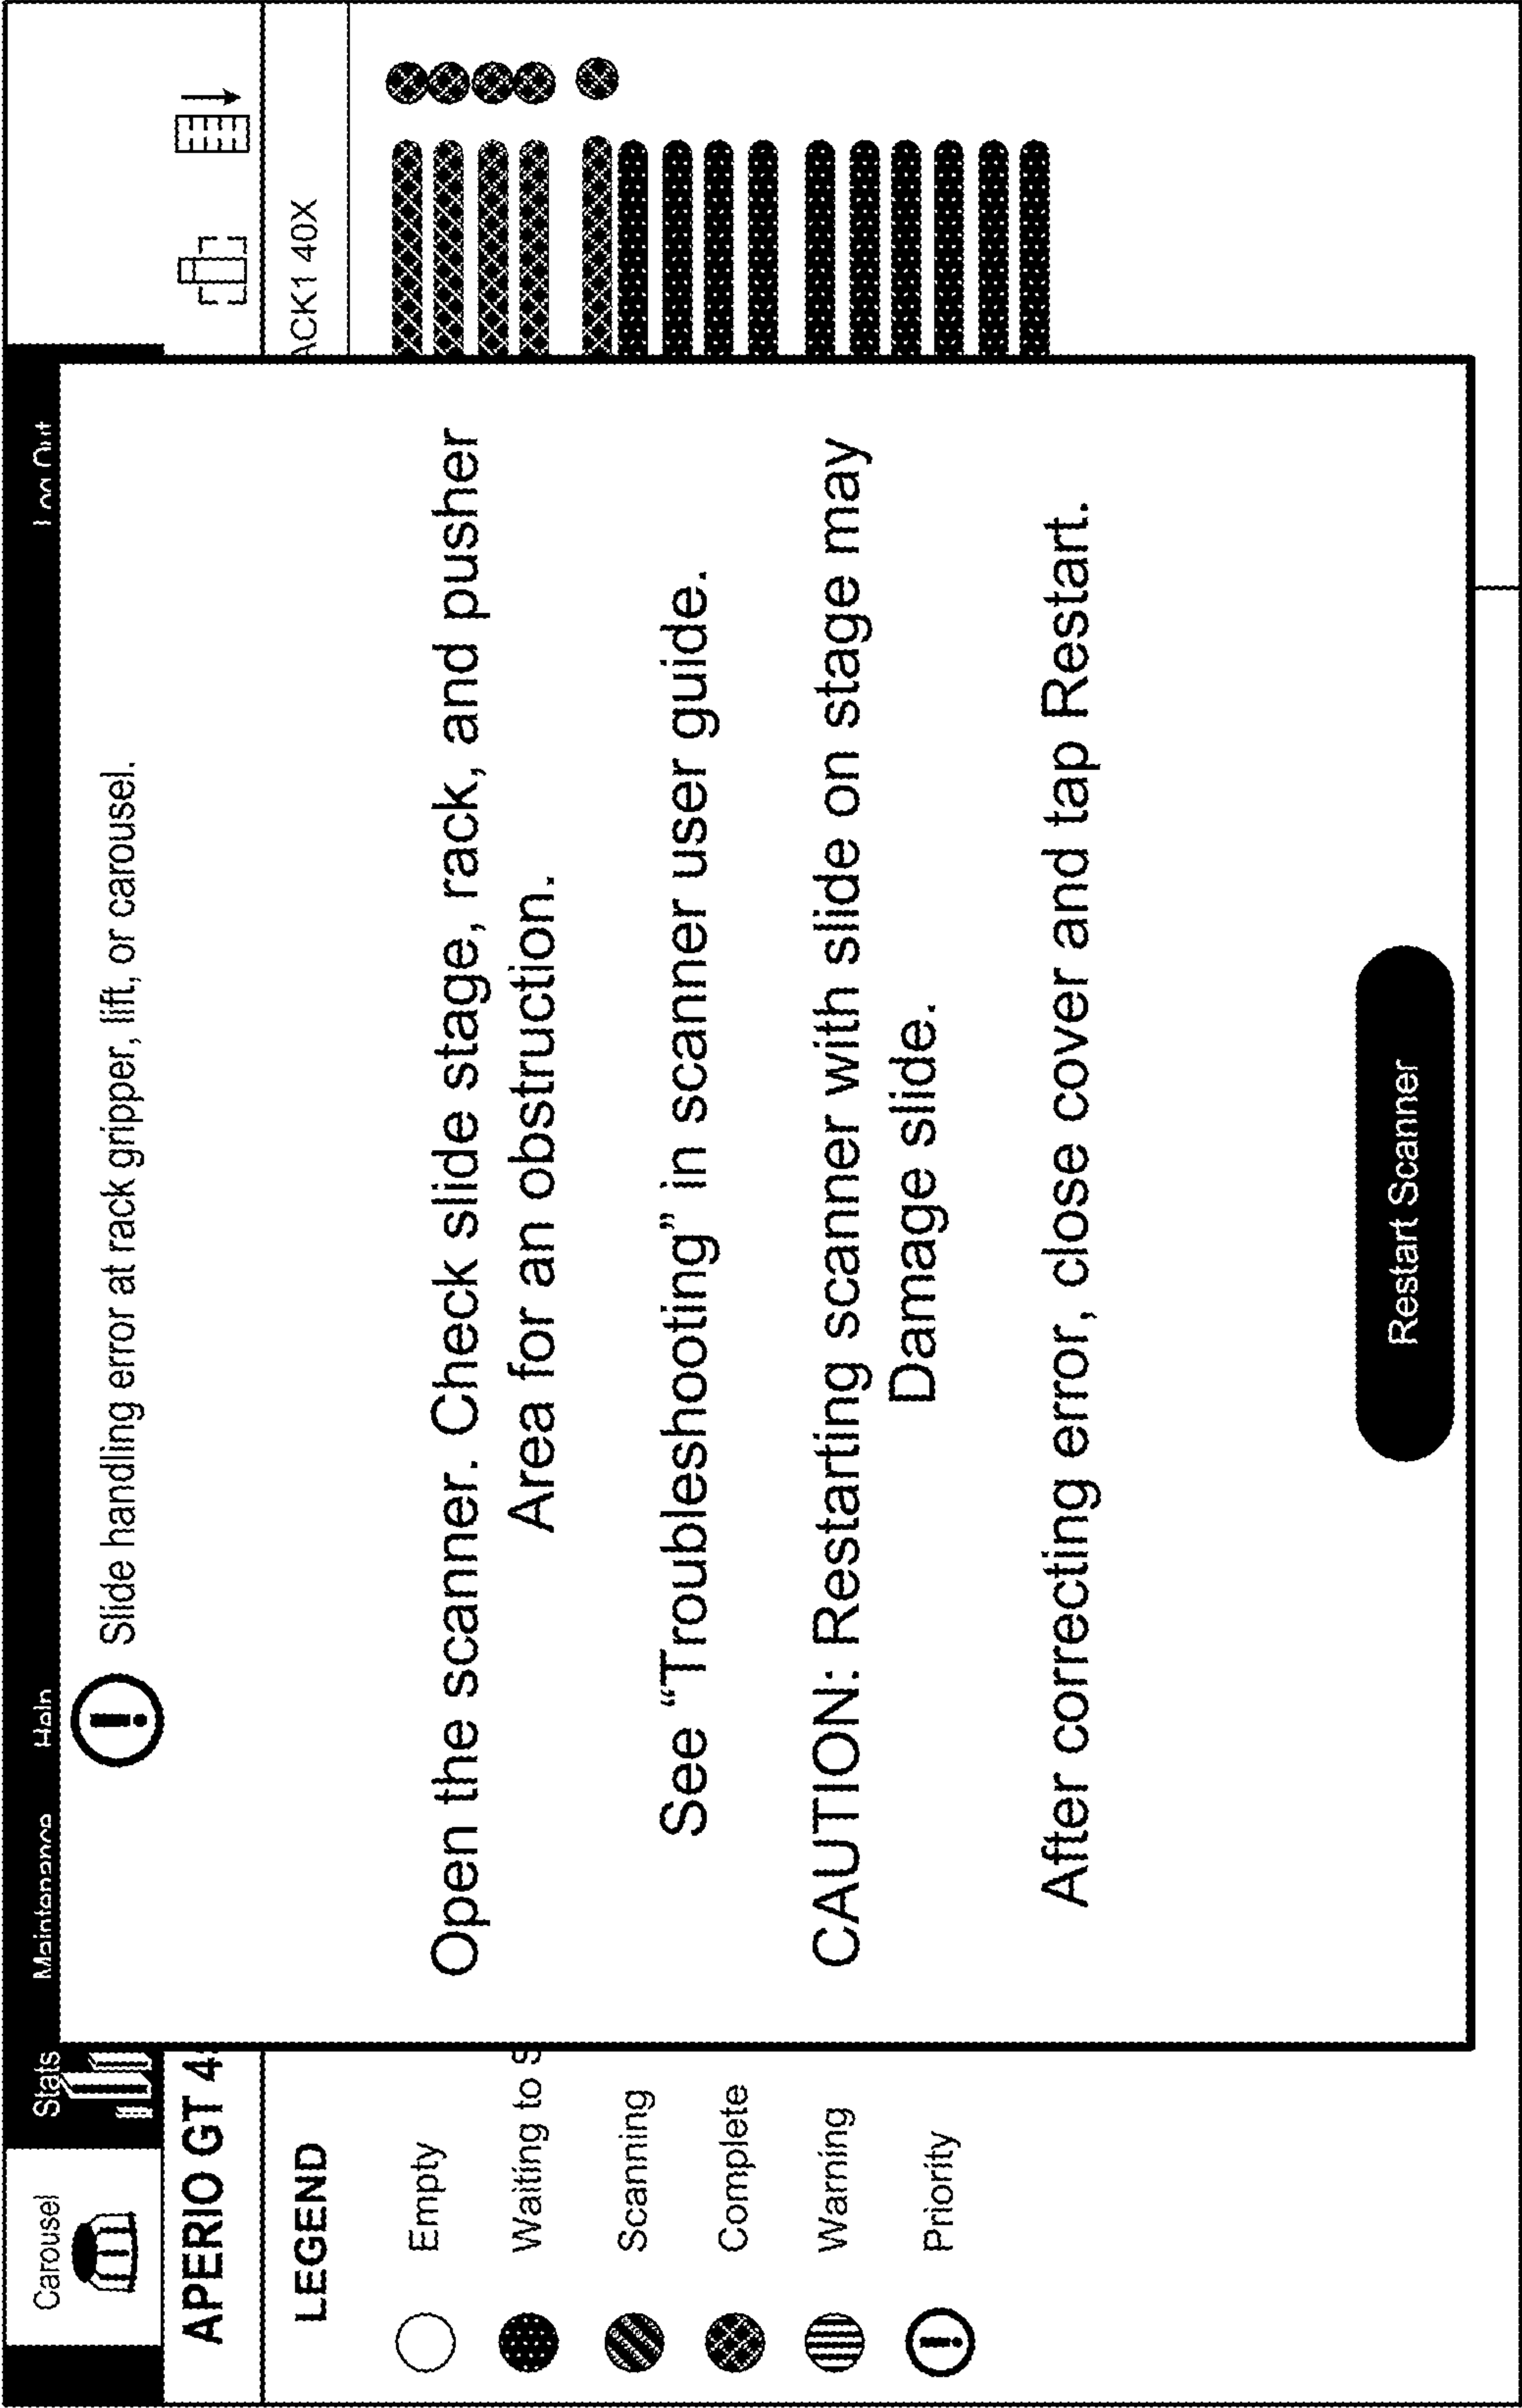 Carousel
Stats
Maintenance
Help
Log Out
APERIO GT 4
LEGEND
Empty
Waiting to s
Scanning
Complete
Warning
Priority
Slide handling error at rack gripper, lift, or carousel.
Open the scanner. Check slide stage, rack, and pusher
Area for an obstruction.
See “Troubleshooting” in scanner user guide.
CAUTION: Restarting scanner with slide on stage may
Damage slide.
After correcting error, close cover and tap Restart.
Restart Scanner
ACK1 40X